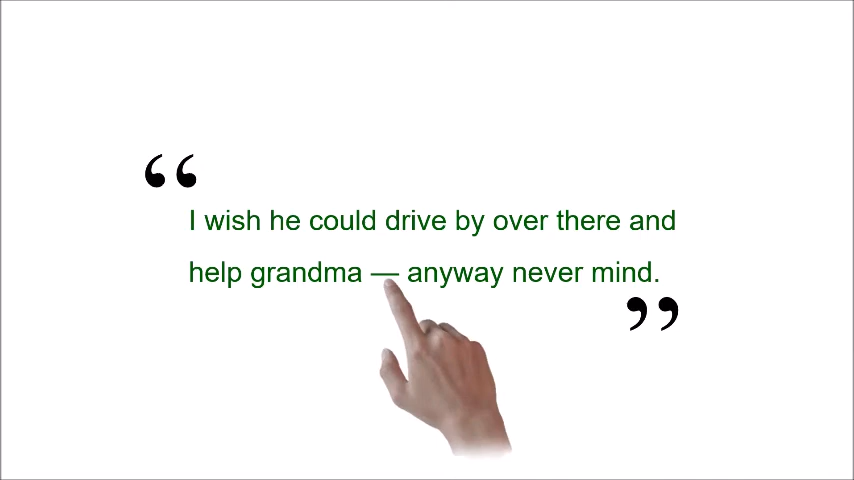 “
I wish he could drive by over there and
help grandma — anyway never mind.
”